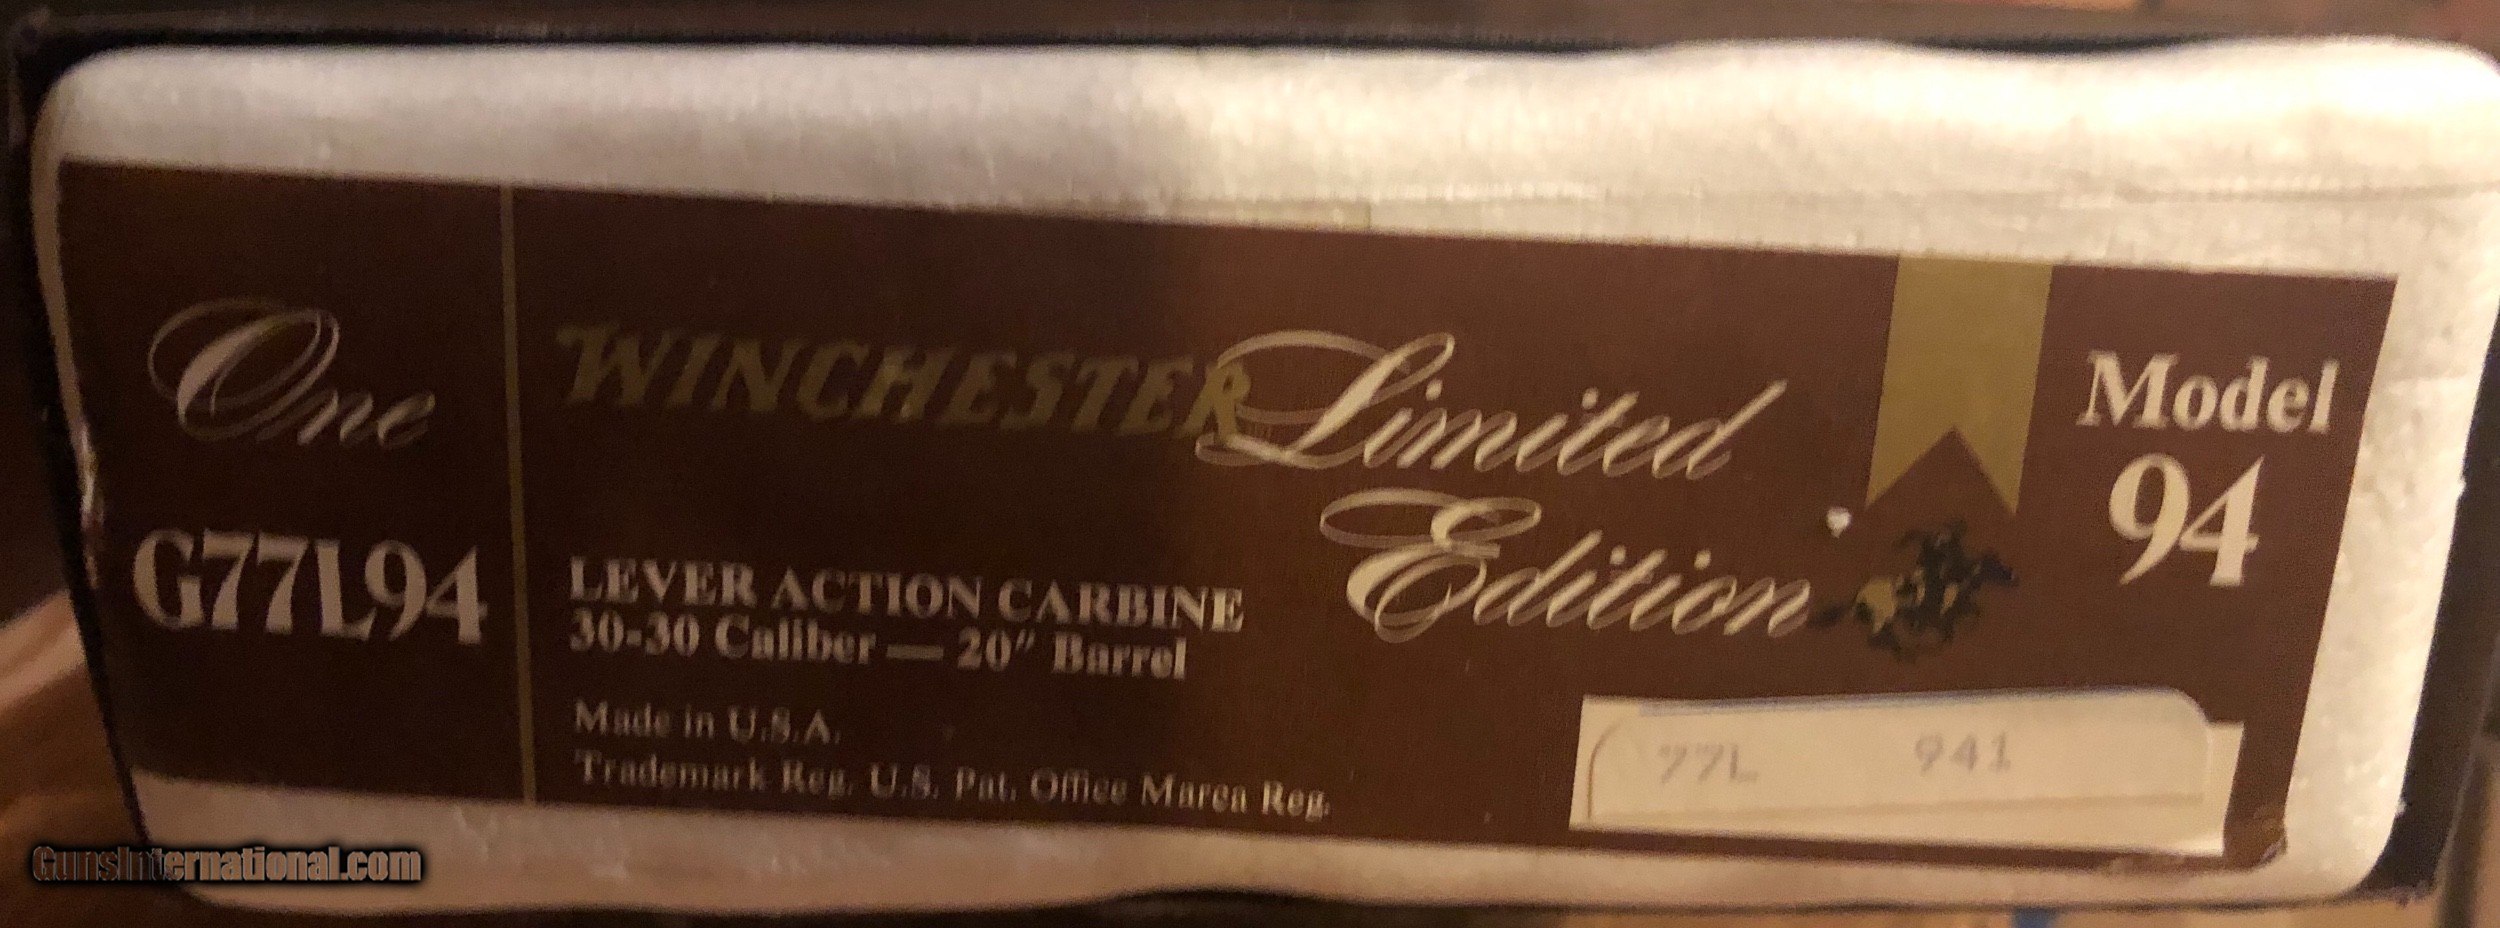 One
G77L94
WINCHESTER Limited
Edition
LEVER ACTION CARBINE
30-30 Caliber — 20" Barrel
Made in U.S.A.
Trademark Reg. U.S. Pat. Office Marca Reg.
Model
94
77L 941
GunsInternational.com